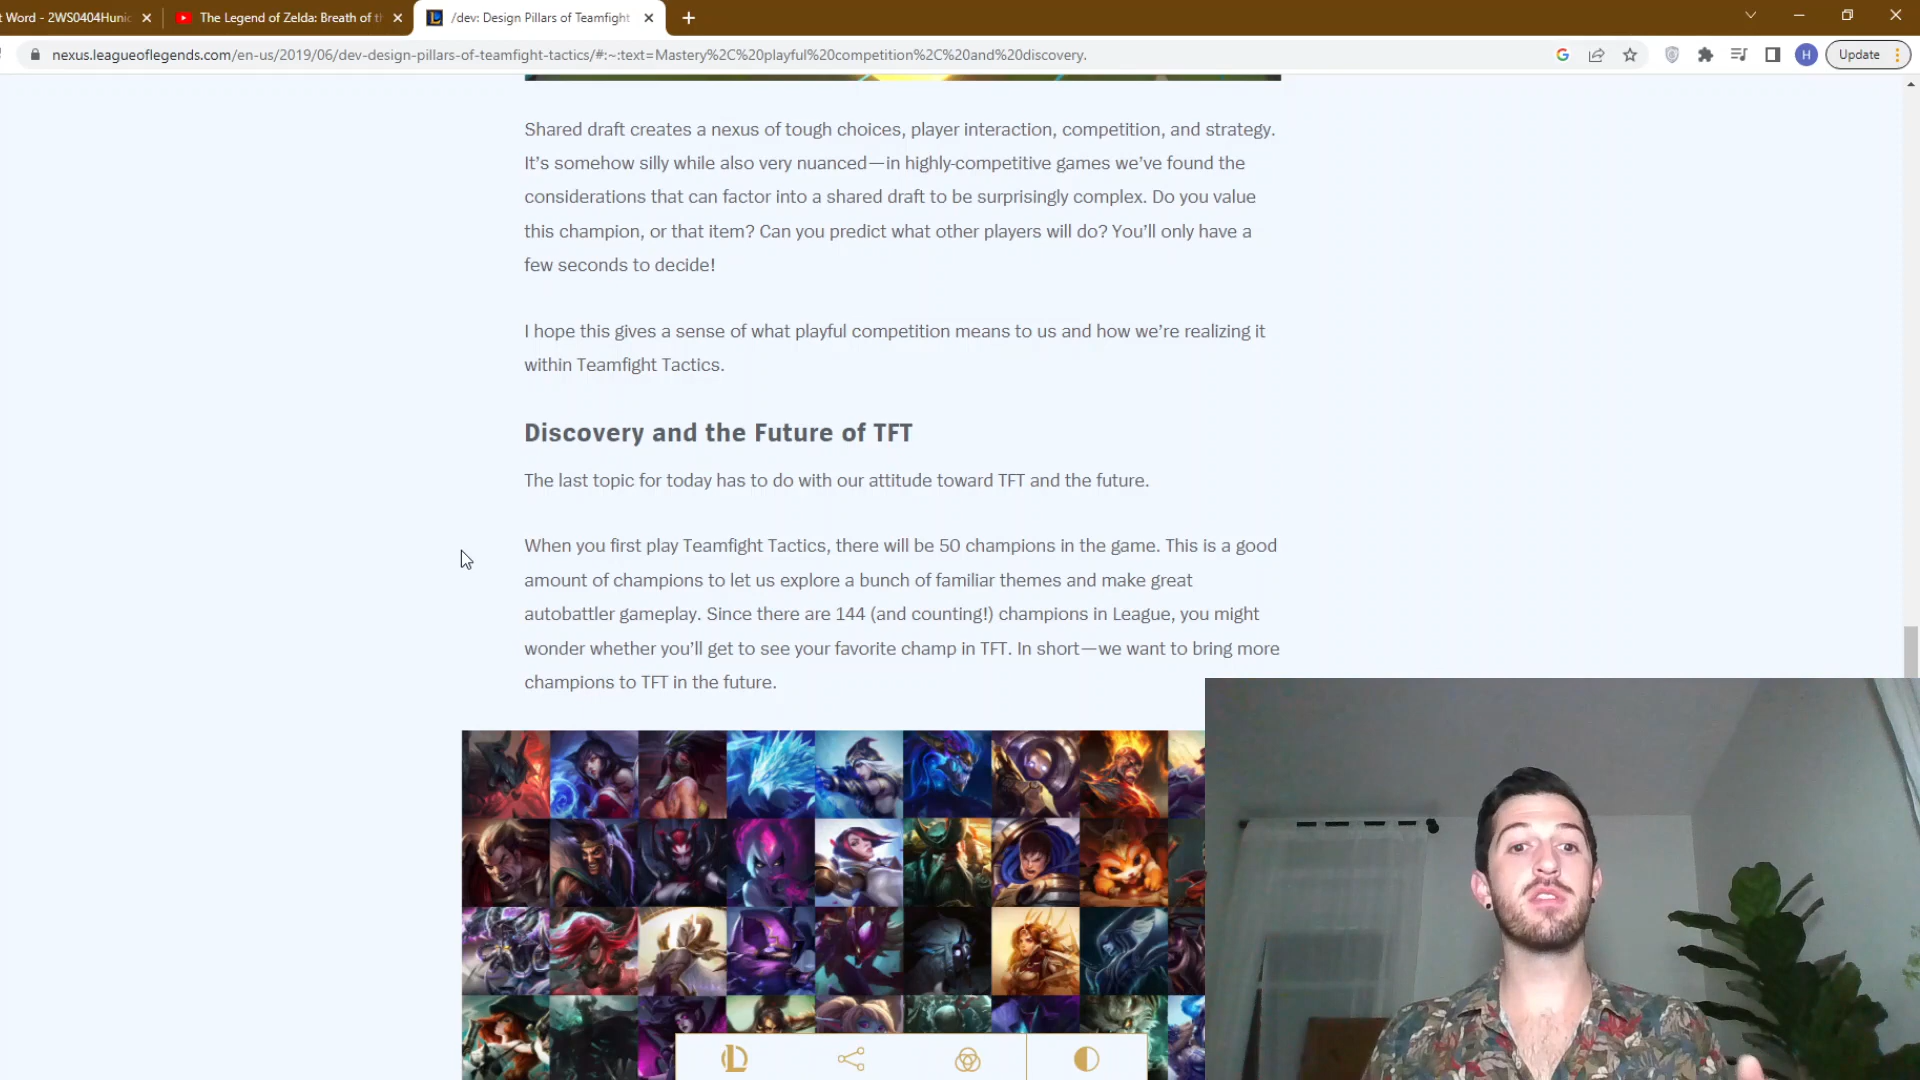 t Word - 2WS0404Hunic
The Legend of Zelda: Breath of t
/dev: Design Pillars of Teamfight
nexus.leagueoflegends.com/en-us/2019/06/dev-design-pillars-of-teamfight-tactics/#:~:text=Mastery%2C%20playful%20competition%2C%20and%20discovery.
H
Update
Shared draft creates a nexus of tough choices, player interaction, competition, and strategy.
It's somehow silly while also very nuanced—in highly-competitive games we've found the
considerations that can factor into a shared draft to be surprisingly complex. Do you value
this champion, or that item? Can you predict what other players will do? You'll only have a
few seconds to decide!
I hope this gives a sense of what playful competition means to us and how we're realizing it
within Teamfight Tactics.
Discovery and the Future of TFT
The last topic for today has to do with our attitude toward TFT and the future.
When you first play Teamfight Tactics, there will be 50 champions in the game. This is a good
amount of champions to let us explore a bunch of familiar themes and make great
autobattler gameplay. Since there are 144 (and counting!) champions in League, you might
wonder whether you'll get to see your favorite champ in TFT. In short—we want to bring more
champions to TFT in the future.